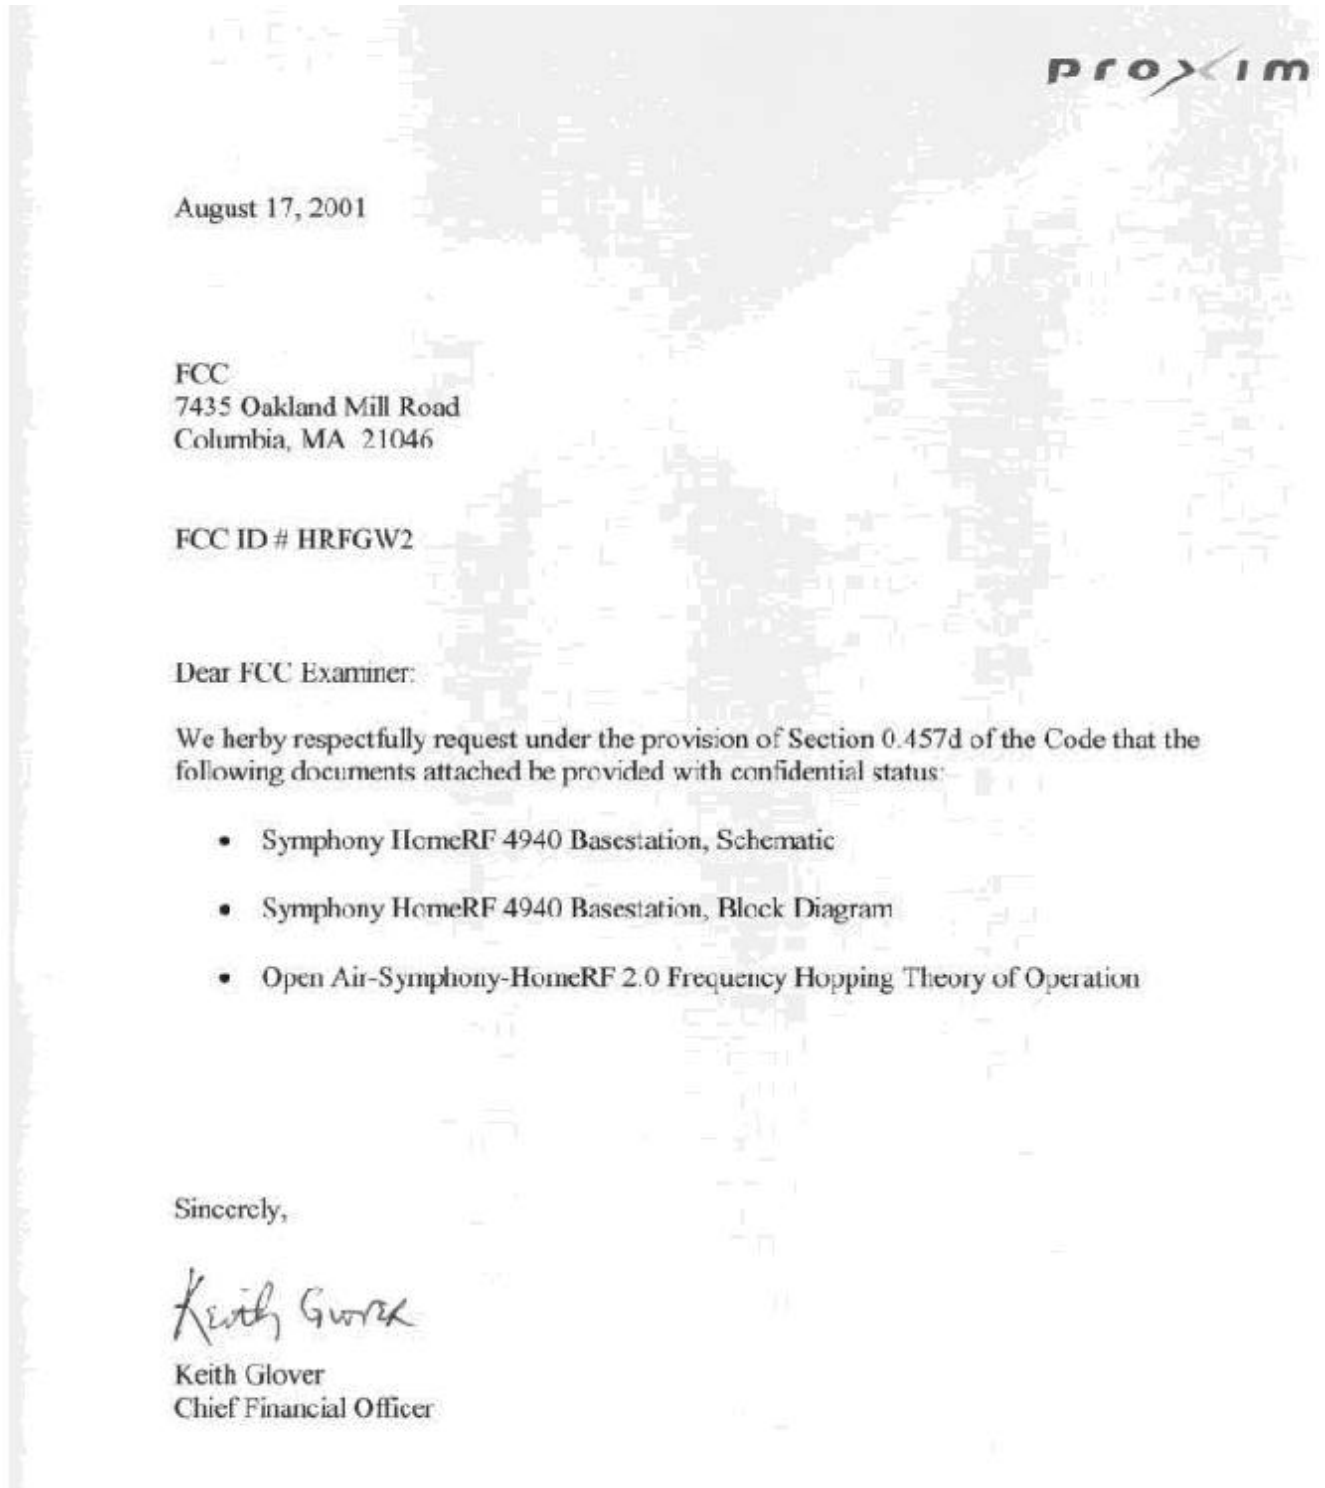 proxim
August 17, 2001
FCC
7435 Oakland Mill Road
Columbia, MA 21046
FCC ID # HRFGW2
Dear FCC Examiner:
We herby respectfully request under the provision of Section 0.457d of the Code that the
following documents attached be provided with confidential status:
• Symphony HomeRF 4940 Basestation, Schematic
• Symphony HomeRF 4940 Basestation, Block Diagram
• Open Air-Symphony-HomeRF 2.0 Frequency Hopping Theory of Operation
Sincerely,
Keith Glover
Keith Glover
Chief Financial Officer